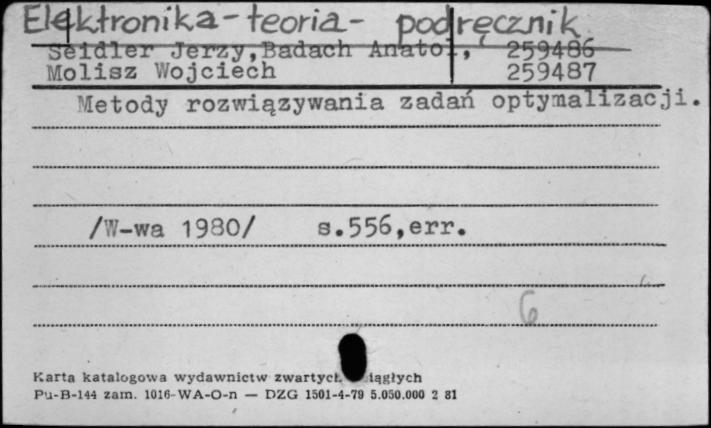 Elektronika - teoria - podręcznik
Seidler Jerzy, Badach Anatol, 259486
Molisz Wojciech 259487
Metody rozwiązywania zadań optymalizacji.
/W-wa 1980/ s.556,err.
6
Karta katalogowa wydawnictw zwartych ciągłych
Pu-B-144 zam. 1016-WA-O-n — DZG 1501-4-79 5.050.000 2 81